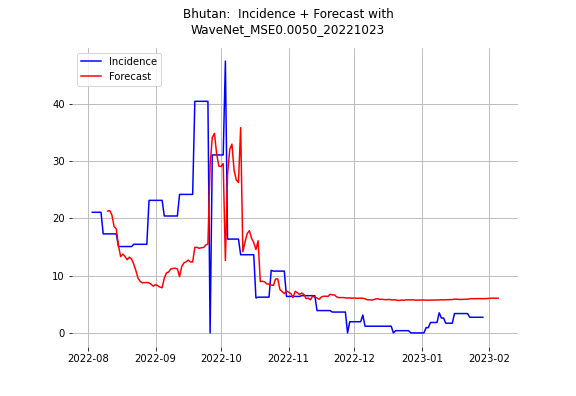 Bhutan:  Incidence + Forecast with
WaveNet_MSE0.0050_20221023
Incidence
Forecast
40
30
20
10
0
2022-08 2022-09 2022-10 2022-11 2022-12 2023-01 2023-02